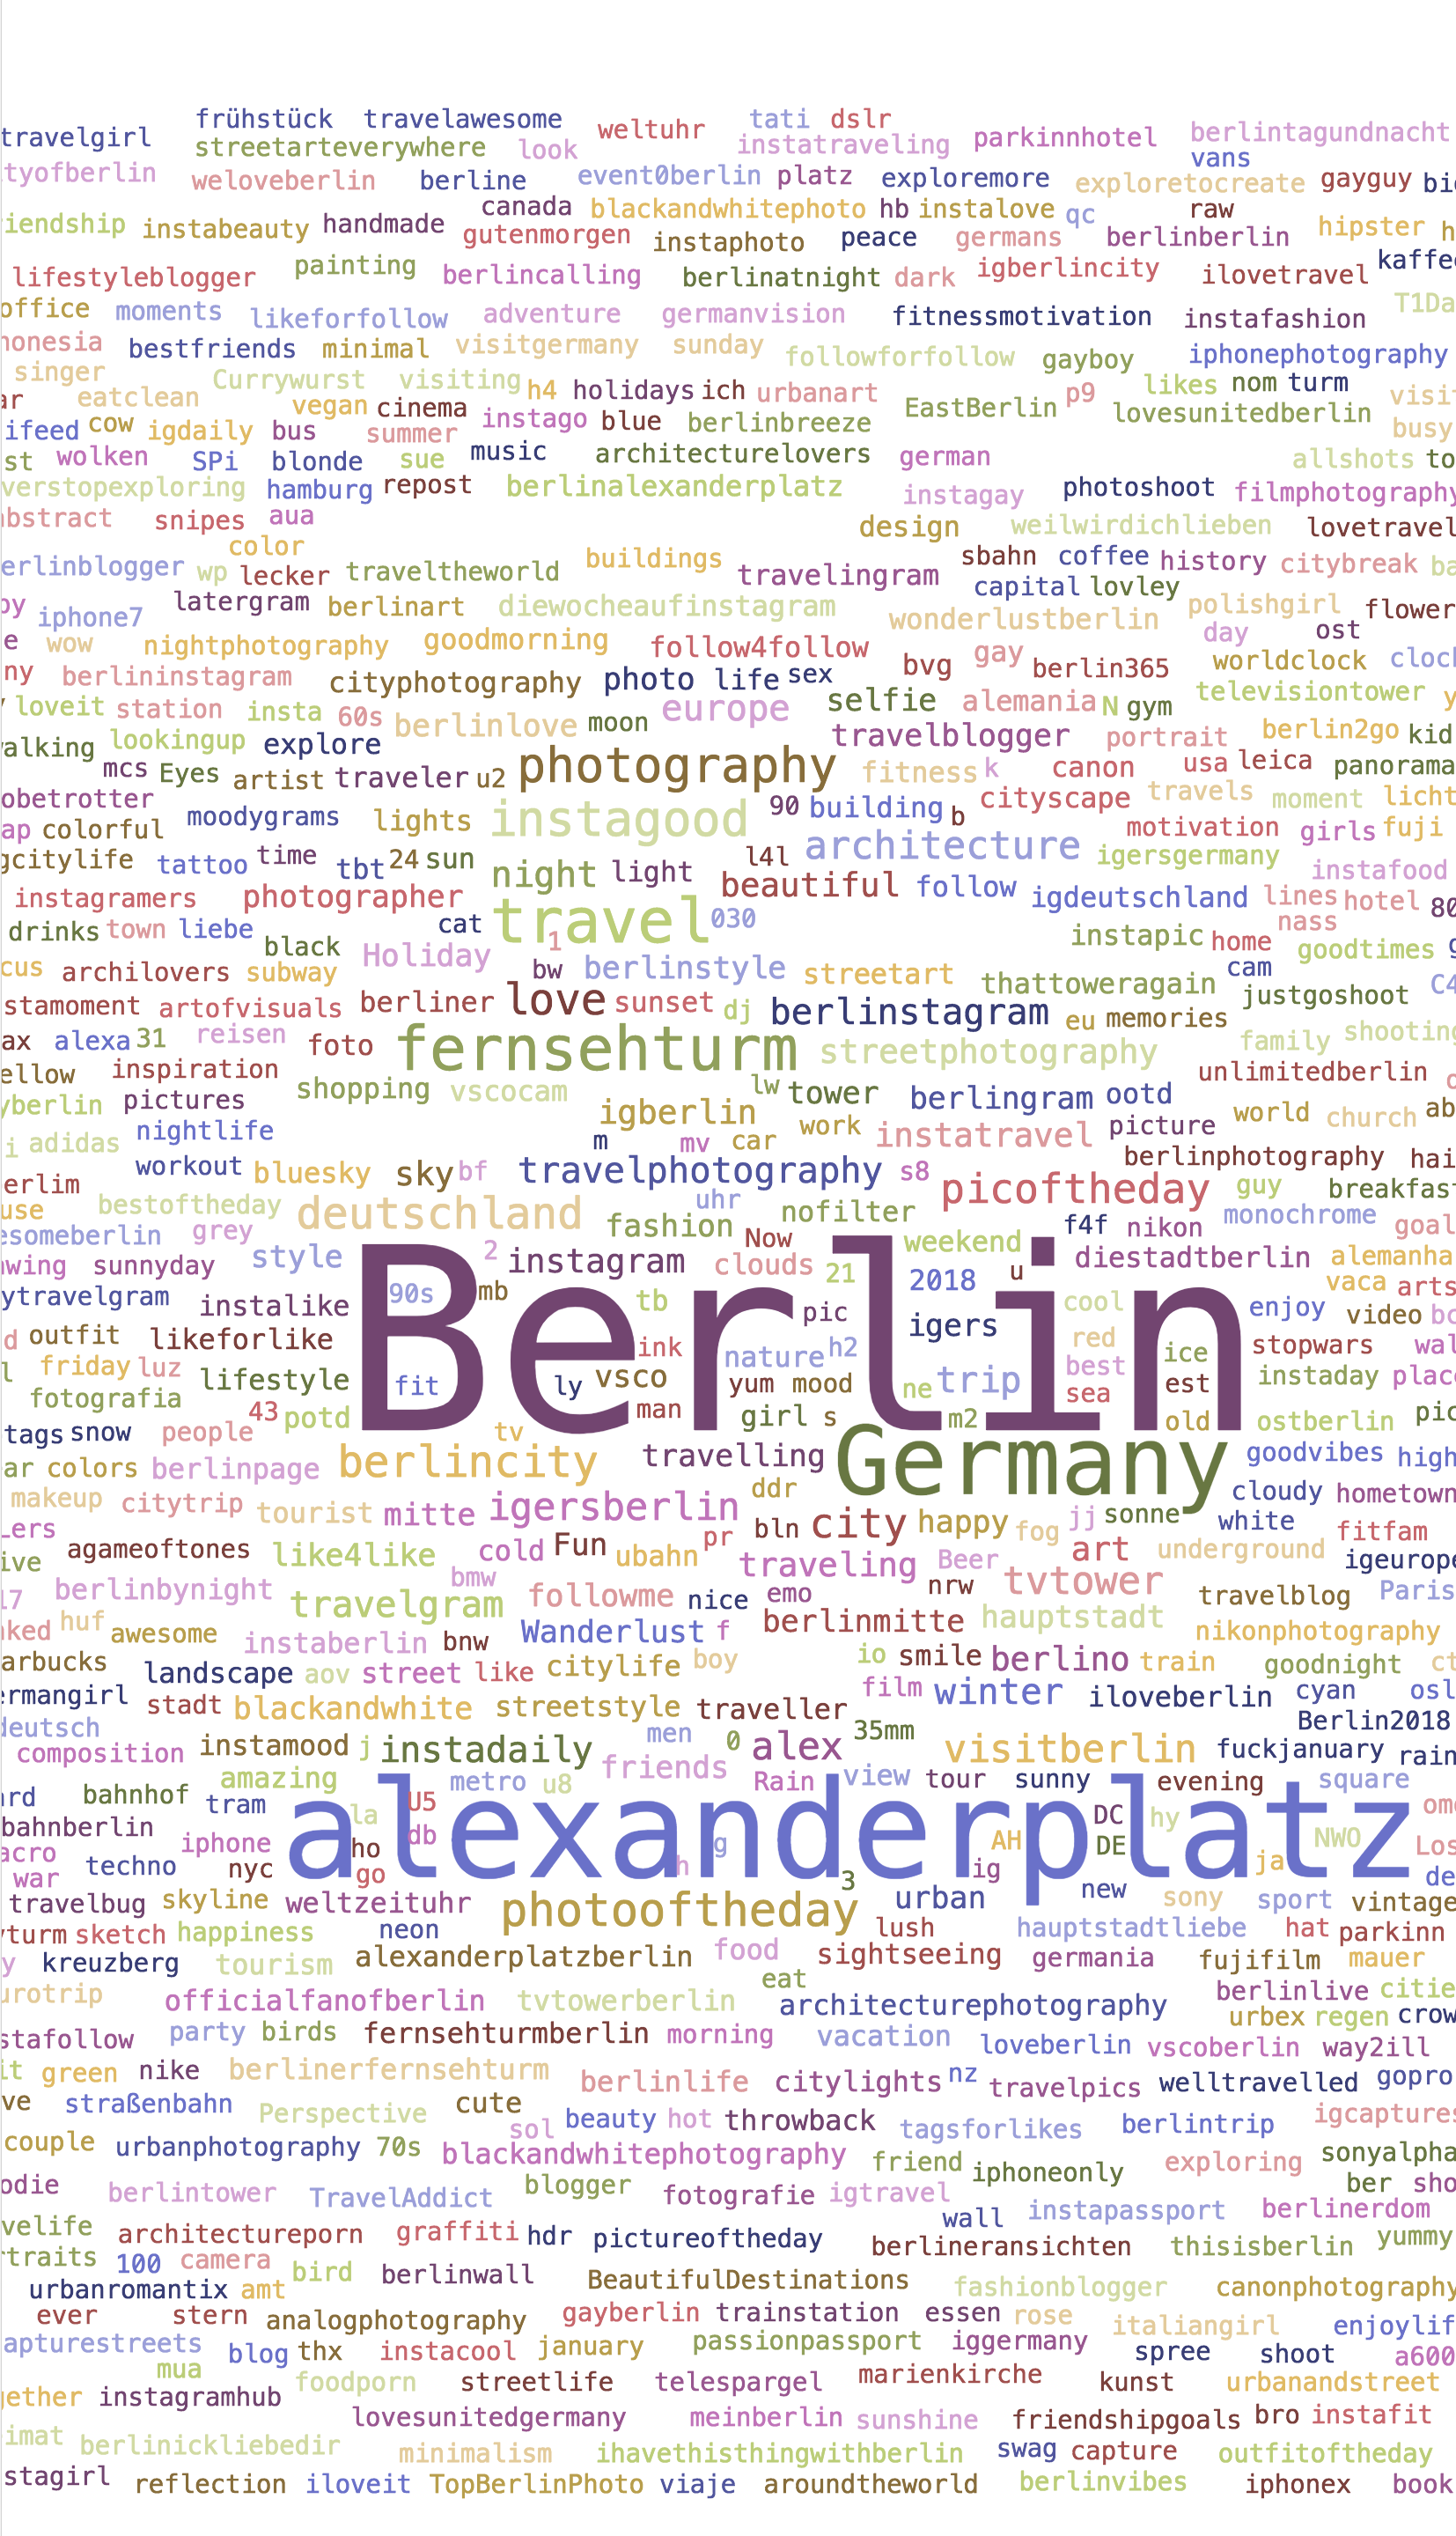 frühstück travelawesome weltuhr tati dslr
travelgirl streetarteverywhere look instatraveling parkinnhotel berlintagundnacht
vans
tyofberlin weloveberlin berline event0berlin platz exploremore exploretocreate gayguy
canada blackandwhitephoto hb instalove qc raw
iendship instabeauty handmade gutenmorgen instaphoto peace germans berlinberlin hipster
lifestyleblogger painting berlincalling berlinatnight dark igberlincity ilovetravel kaffe
office moments likeforfollow adventure germanvision fitnessmotivation instafashion T1Da
onesia bestfriends minimal visitgermany sunday followforfollow gayboy iphonephotography
singer Currywurst visiting h4 holidays ich urbanart p9 likes nom turm
ar eatclean vegan cinema instago blue berlinbreeze EastBerlin lovesunitedberlin visi
ifeed cow igdaily bus summer busy
st wolken SPi blonde sue music architecturelovers german allshots to
verstopexploring hamburg repost berlinalexanderplatz instagay photoshoot filmphotography
bstract snipes aua design weilwirdichlieben lovetravel
color
erlinblogger wp lecker traveltheworld buildings travelingram sbahn coffee history citybreak ba
capital lovley
iphone7 latergram berlinart diewocheaufinstagram wonderlustberlin polishgirl flower
e wow nightphotography goodmorning follow4follow bvg gay berlin365 day ost
ny berlininstagram cityphotography photo life sex worldclock clock
loveit station insta 60s berlinlove moon europe selfie alemania N gym televisiontower
alking lookingup explore travelblogger portrait berlin2go kid
mcs Eyes artist traveler u2 photography fitness k canon usa leica panorama
obetrotter instagood 90 building b cityscape travels moment licht
ap colorful moodygrams lights motivation girls fuji
gcitylife tattoo time tbt 24 sun l4l architecture igersgermany
night light beautiful follow igdeutschland instafood
instagramers photographer lines hotel 80
drinks town liebe black cat travel 030 1 instapic home nass goodtimes
cus archilovers subway Holiday bw berlinstyle streetart thattoweragain cam
stamoment artofvisuals berliner love sunset dj berlinstagram eu memories justgoshoot C4
ax alexa 31 reisen foto fernsehturm streetphotography family shooting
ellow inspiration shopping vscocam lw tower berlingram ootd unlimitedberlin
yberlin pictures igberlin work picture world church ab
i adidas nightlife m mv car instatravel
workout bluesky sky bf travelphotography s8 berlinphotography hai
erlim picoftheday guy breakfas
use bestoftheday deutschland uhr nofilter monochrome
esomeberlin grey fashion Now f4f nikon goal
wing sunnyday style 2 instagram clouds 21 weekend diestadtberlin alemanha
ytravelgram instalike Berlin 90s mb tb pic 2018 u cool enjoy vaca arts
d outfit likeforlike ink nature h2 igers red stopwars video
l friday luz lifestyle fit ly vsco yum mood ne trip best ice instaday place
fotografia 43 potd man girl s m2 sea est
tags snow people tv old ostberlin pic
ar colors berlinpage berlincity travelling Germany goodvibes high
makeup citytrip tourist mitte igersberlin ddr cloudy hometown
ers pr bln city happy fog jj sonne white fitfam
ive agameoftones like4like cold Fun ubahn traveling Beer art underground igeurope
17 berlinbynight travelgram bmw followme nice emo nrw tvtower travelblog Paris
ked huf awesome instaberlin bnw Wanderlust f berlinmitte hauptstadt nikonphotography
arbucks landscape aov street like citylife boy io smile berlino train goodnight
ermangirl stadt blackandwhite streetstyle traveller film winter iloveberlin cyan
deutsch men 35mm Berlin2018
composition instamood j instadaily friends 0 alex visitberlin fuckjanuary rain
bahnhof amazing metro u8 Rain view tour sunny evening square
bahnberlin tram la U5 alexanderplatz DC hy
acro iphone ho db g AH DE NWO Los
war techno nyc go h 3 ig ja de
travelbug skyline weltzeituhr photooftheday urban new sony sport vintage
turm sketch happiness neon lush hauptstadtliebe hat parkinn
y kreuzberg tourism alexanderplatzberlin food sightseeing germania fujifilm mauer
urotrip officialfanofberlin tvtowerberlin eat architecturephotography berlinlive citie
stafollow party birds fernsehturmberlin morning vacation loveberlin urbex regen crow
it green nike berlinerfernsehturm berlinlife citylights nz travelpics vscoberlin way2ill
ve straßenbahn Perspective cute welltravelled gopro
sol beauty hot throwback tagsforlikes berlintrip igcaptures
couple urbanphotography 70s blackandwhitephotography friend iphoneonly exploring sonyalpha
odie berlintower TravelAddict blogger fotografie igtravel ber sho
velife architectureporn graffiti hdr pictureoftheday wall instapassport berlinerdom
traits 100 camera bird berlinwall berlineransichten thisisberlin yummy
urbanromantix amt BeautifulDestinations fashionblogger canonphotography
ever stern analogphotography gayberlin trainstation essen rose italiangirl enjoylif
apturestreets blog thx instacool january passionpassport iggermany spree shoot a600
mua foodporn streetlife telespargel marienkirche kunst urbanandstreet
ether instagramhub lovesunitedgermany meinberlin sunshine friendshipgoals bro instafit
imat berlinickliebedir minimalism ihavethisthingwithberlin swag capture outfitoftheday
stagirl reflection iloveit TopBerlinPhoto viaje aroundtheworld berlinvibes iphonex book